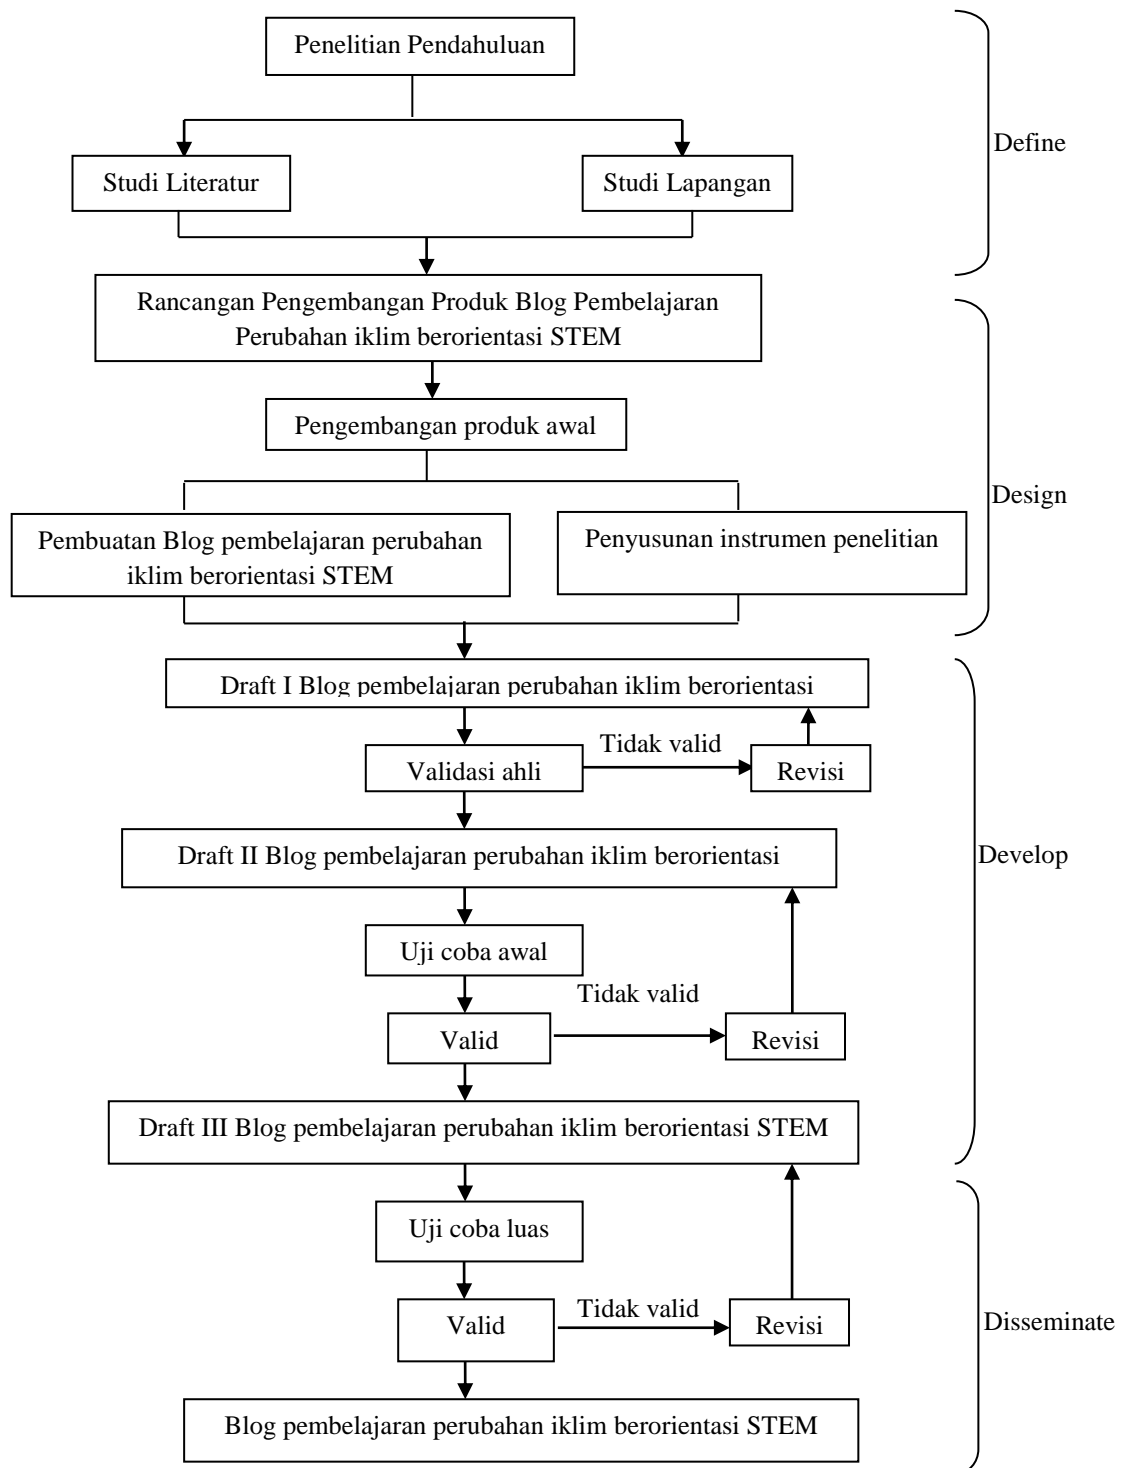 Penelitian Pendahuluan
Define
Studi Literatur
Studi Lapangan
Rancangan Pengembangan Produk Blog Pembelajaran
Perubahan iklim berorientasi STEM
Pengembangan produk awal
Design
Pembuatan Blog pembelajaran perubahan
iklim berorientasi STEM
Penyusunan instrumen penelitian
Draft I Blog pembelajaran perubahan iklim berorientasi
Tidak valid
Validasi ahli
Revisi
Draft II Blog pembelajaran perubahan iklim berorientasi
Develop
Uji coba awal
Tidak valid
Valid
Revisi
Draft III Blog pembelajaran perubahan iklim berorientasi STEM
Uji coba luas
Tidak valid
Valid
Revisi
Disseminate
Blog pembelajaran perubahan iklim berorientasi STEM